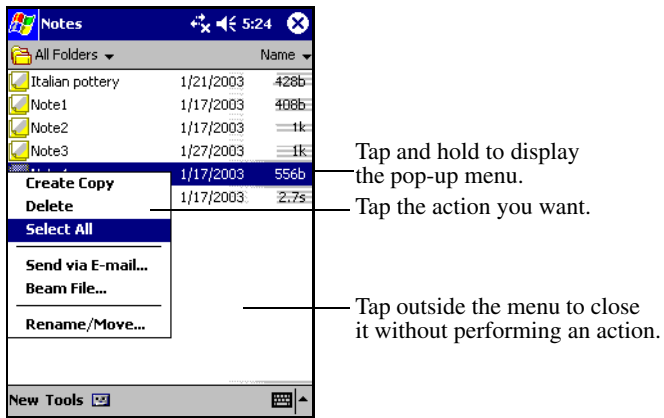 Notes 5:24
All Folders Name
Italian pottery 1/21/2003 428b
Note1 1/17/2003 408b
Note2 1/17/2003 1k
Note3 1/27/2003 1k
1/17/2003 556b
1/17/2003 2.7s
Create Copy
Delete
Select All
Send via E-mail...
Beam File...
Rename/Move...
New Tools
Tap and hold to display
the pop-up menu.
Tap the action you want.
Tap outside the menu to close
it without performing an action.